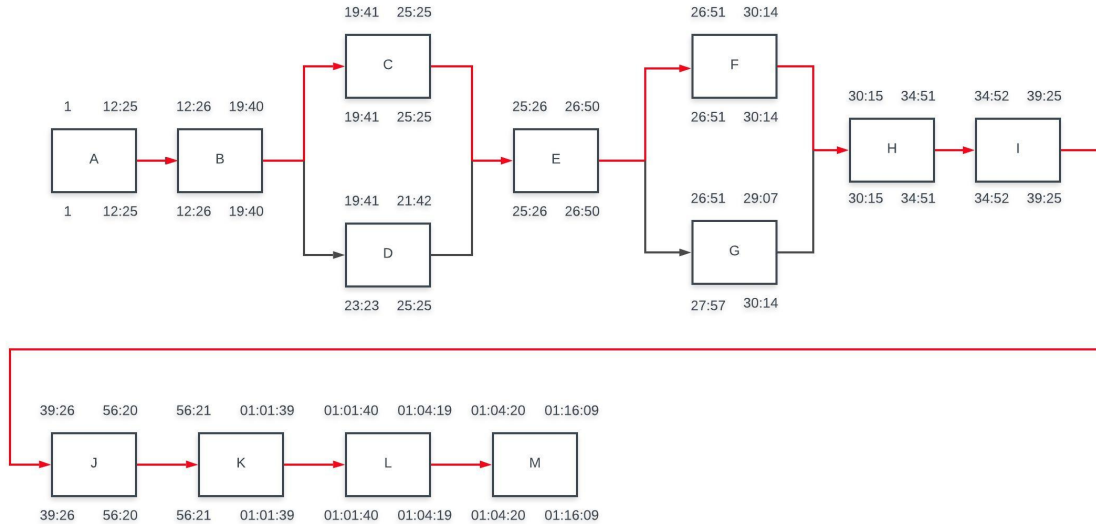 19:41 25:25
26:51 30:14
C
F
1 12:25
12:26 19:40
19:41 25:25
25:26 26:50
26:51 30:14
30:15 34:51
34:52 39:25
A
B
E
H
I
1 12:25
12:26 19:40
19:41 21:42
25:26 26:50
26:51 29:07
30:15 34:51
34:52 39:25
D
G
23:23 25:25
27:57 30:14
39:26 56:20
56:21 01:01:39
01:01:40 01:04:19
01:04:20 01:16:09
J
K
L
M
39:26 56:20
56:21 01:01:39
01:01:40 01:04:19
01:04:20 01:16:09